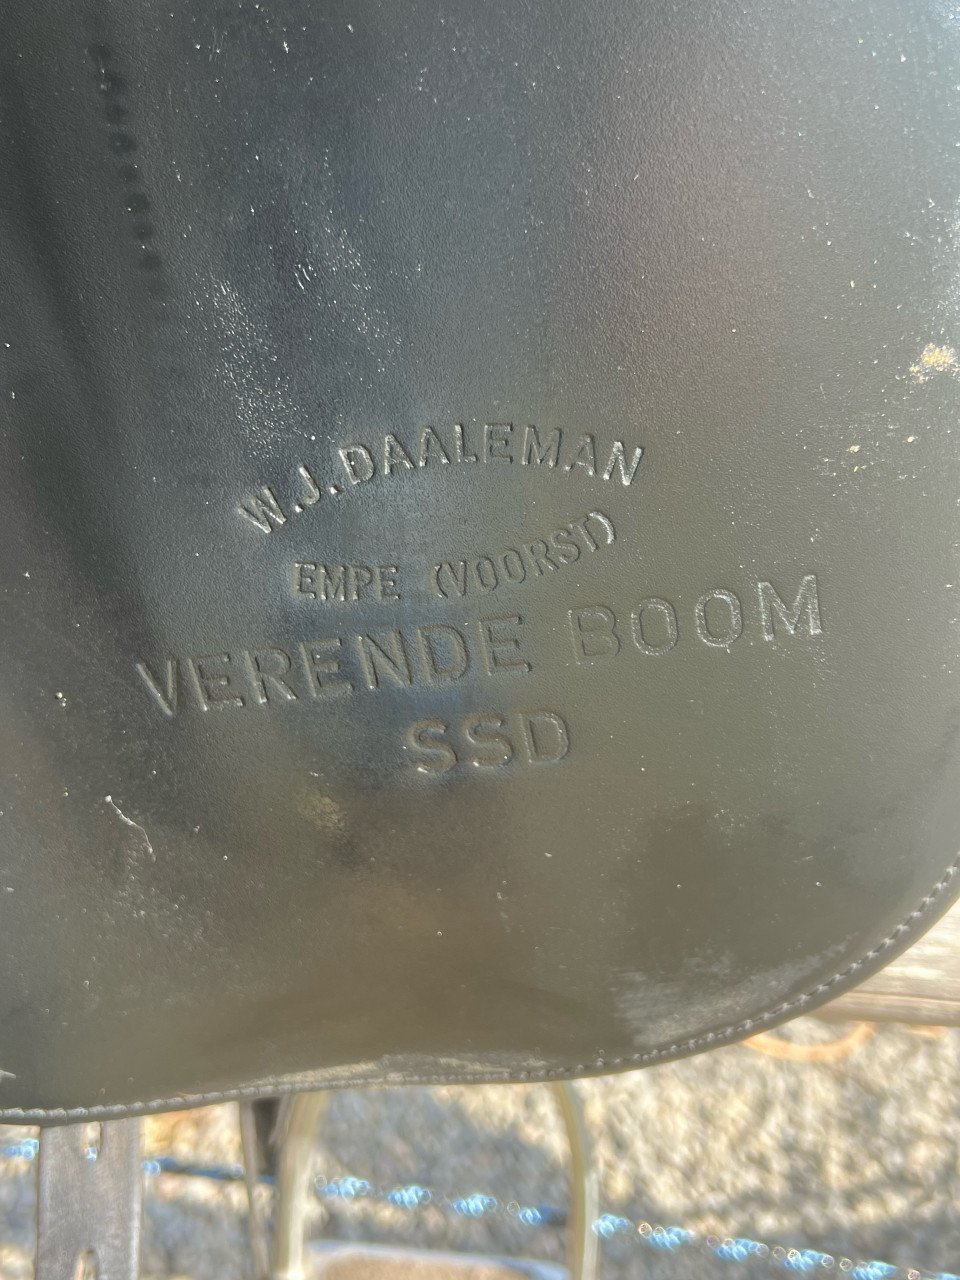 W.J. DAALEMAN
EMPE (VOORST)
VERENDE BOOM
SSD